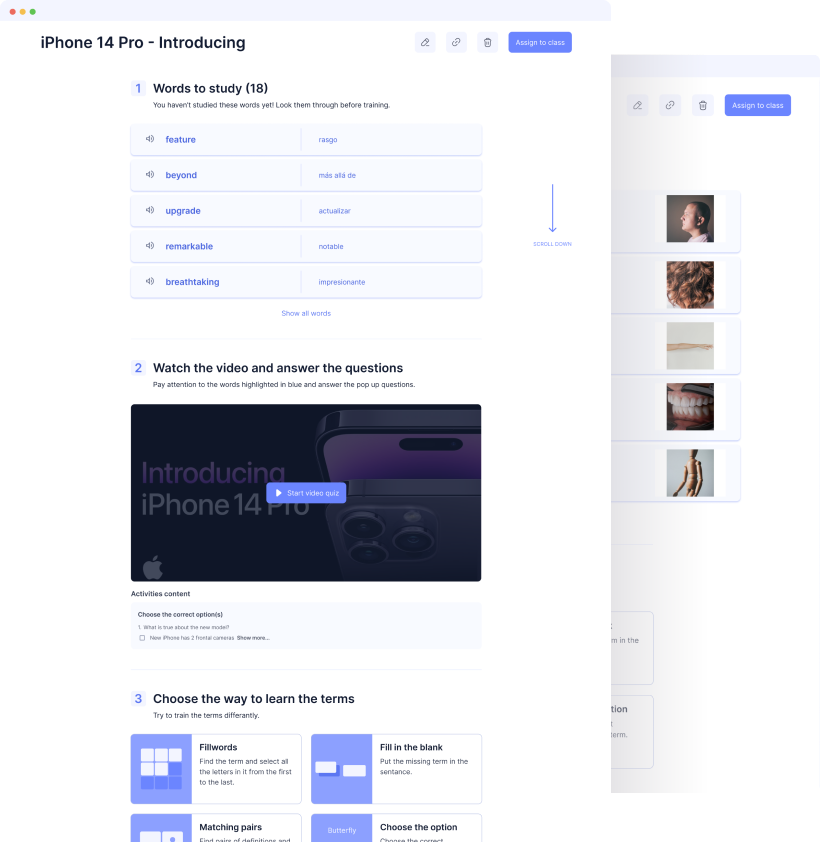 iPhone 14 Pro - Introducing
Assign to class
1 Words to study (18)
You haven't studied these words yet! Look them through before training.
feature rasgo
beyond más allá de
upgrade actualizar
remarkable notable
breathtaking impresionante
Show all words
SCROLL DOWN
2 Watch the video and answer the questions
Pay attention to the words highlighted in blue and answer the pop up questions.
Introducing
iPhone 14 Pro
Start video quiz
Activities content
Choose the correct option(s)
1. What is true about the new model?
New iPhone has 2 frontal cameras Show more...
3 Choose the way to learn the terms
Try to train the terms differantly.
Fillwords
Find the term and select all
the letters in it from the first
to the last.
Fill in the blank
Put the missing term in the
sentance.
Matching pairs
Find pairs of definitions and
Butterfly
Choose the option
Choose the correct
Assign to class
m in the
tion
term.